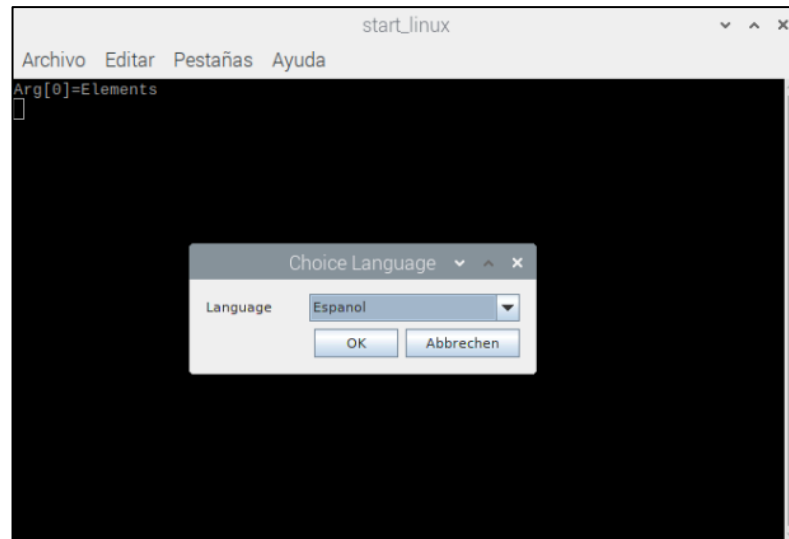 start_linux
Archivo Editar Pestañas Ayuda
Arg[0]=Elements
Choice Language
Language Espanol
OK Abbrechen